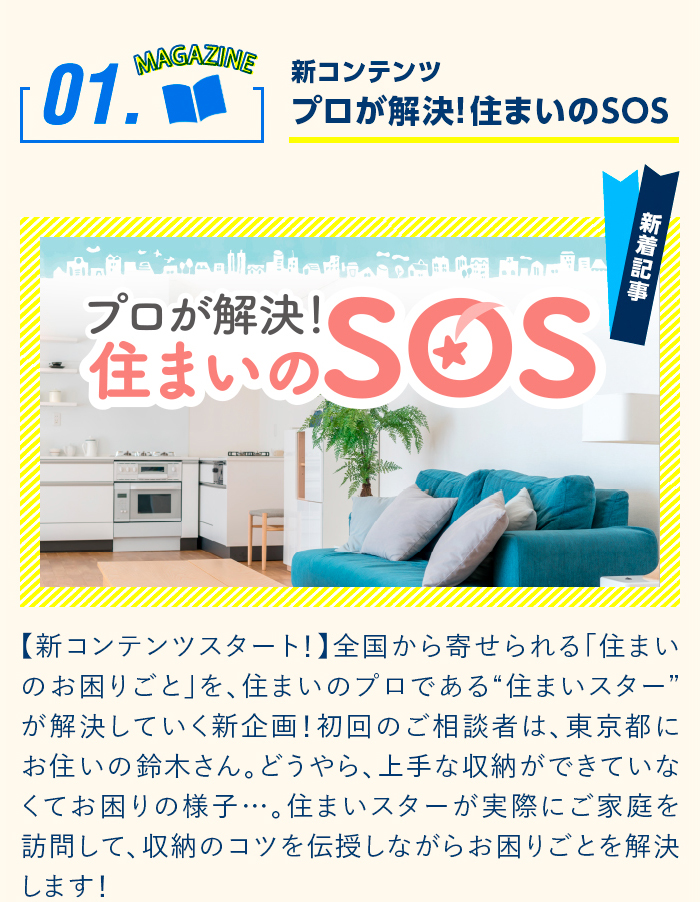 01.
MAGAZINE
新コンテンツ
プロが解決!住まいのSOS
新着記事
プロが解決!
住まいのSOS
【新コンテンツスタート!】全国から寄せられる「住まい
のお困りごと」を、住まいのプロである“住まいスター”
が解決していく新企画!初回のご相談者は、東京都に
お住いの鈴木さん。どうやら、上手な収納ができていな
くてお困りの様子…。住まいスターが実際にご家庭を
訪問して、収納のコツを伝授しながらお困りごとを解決
します!